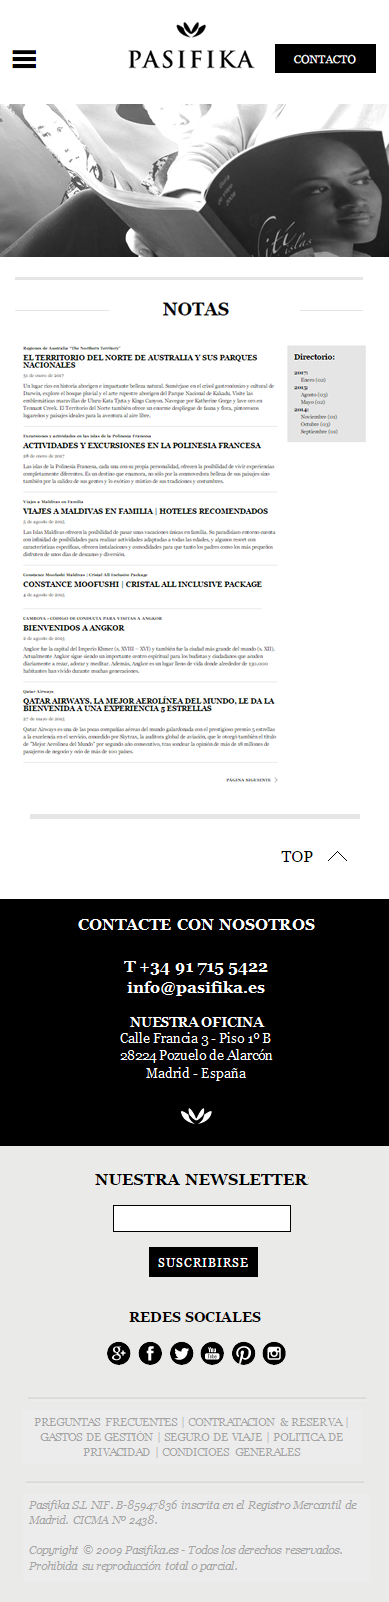 PASIFIKA
CONTACTO
NOTAS
Regiones de Australia "The Northern Territory"
EL TERRITORIO DEL NORTE DE AUSTRALIA Y SUS PARQUES
NACIONALES
31 de enero de 2017
Un lugar rico en historia aborigen e impactante belleza natural. Sumérjase en el crisol gastronómico y cultural de
Darwin, explore el bosque pluvial y el arte rupestre aborigen del Parque Nacional de Kakadu. Visite las
emblemáticas maravillas de Uluru-Kata Tjuta y Kings Canyon. Navegue por Katherine Gorge y lave oro en
Tennant Creek. El Territorio del Norte también ofrece un enorme despliegue de fauna y flora, pintorescos
lugareños y paisajes ideales para la aventura al aire libre.
Excursiones y actividades en las islas de la Polinesia Francesa
ACTIVIDADES Y EXCURSIONES EN LA POLINESIA FRANCESA
28 de enero de 2017
Las islas de la Polinesia Francesa, cada una con su propia personalidad, ofrecen la posibilidad de vivir experiencias
completamente diferentes. Es un destino que enamora, no sólo por la conmovedora belleza de sus paisajes sino
también por la calidez de sus gentes y lo exótico y místico de sus tradiciones y costumbres.
Viajes a Maldivas en Familia
VIAJES A MALDIVAS EN FAMILIA | HOTELES RECOMENDADOS
5 de agosto de 2015
Las Islas Maldivas ofrecen la posibilidad de pasar unas vacaciones únicas en familia. Su paradisíaco entorno cuenta
con infinidad de posibilidades para realizar actividades adaptadas a todas las edades, y algunos resort con
características específicas, ofrecen instalaciones y comodidades para que tanto los padres como los más pequeños
disfruten de unos días de descanso y diversión.
Constance Moofushi Maldivas | Cristal All Inclusive Package
CONSTANCE MOOFUSHI | CRISTAL ALL INCLUSIVE PACKAGE
4 de agosto de 2015
CAMBOYA : CÓDIGO DE CONDUCTA PARA VISITAS A ANGKOR
BIENVENIDOS A ANGKOR
2 de agosto de 2015
Angkor fue la capital del Imperio Khmer (s. XVIII – XVI) y también fue la ciudad más grande del mundo (s. XII).
Actualmente Angkor sigue siendo un importante centro espiritual para los budistas y ciudadanos que acuden
diariamente a rezar, adorar y meditar. Además, Angkor es un lugar lleno de vida donde alrededor de 130.000
habitantes han vivido durante muchas generaciones.
Qatar Airways
QATAR AIRWAYS, LA MEJOR AEROLÍNEA DEL MUNDO, LE DA LA
BIENVENIDA A UNA EXPERIENCIA 5 ESTRELLAS
27 de mayo de 2015
Qatar Airways es una de las pocas compañías aéreas del mundo galardonada con el prestigioso premio 5 estrellas
a la excelencia en el servicio, concedido por Skytrax, la auditora global de aviación, que le otorgó también el título
de "Mejor Aerolínea del Mundo" por segundo año consecutivo, tras sondear la opinión de más de 18 millones de
pasajeros de negocio y ocio de más de 100 países.
PÁGINA SIGUIENTE
Directorio:
2017:
Enero (02)
2015:
Agosto (03)
Mayo (02)
2014:
Noviembre (01)
Octubre (03)
Septiembre (01)
TOP
CONTACTE CON NOSOTROS
T +34 91 715 5422
info@pasifika.es
NUESTRA OFICINA
Calle Francia 3 - Piso 1º B
28224 Pozuelo de Alarcón
Madrid - España
NUESTRA NEWSLETTER
SUSCRIBIRSE
REDES SOCIALES
PREGUNTAS FRECUENTES | CONTRATACION & RESERVA |
GASTOS DE GESTIÓN | SEGURO DE VIAJE | POLITICA DE
PRIVACIDAD | CONDICIOES GENERALES
Pasifika S.L NIF. B-85947836 inscrita en el Registro Mercantil de
Madrid. CICMA Nº 2438.
Copyright © 2009 Pasifika.es - Todos los derechos reservados.
Prohibida su reproducción total o parcial.